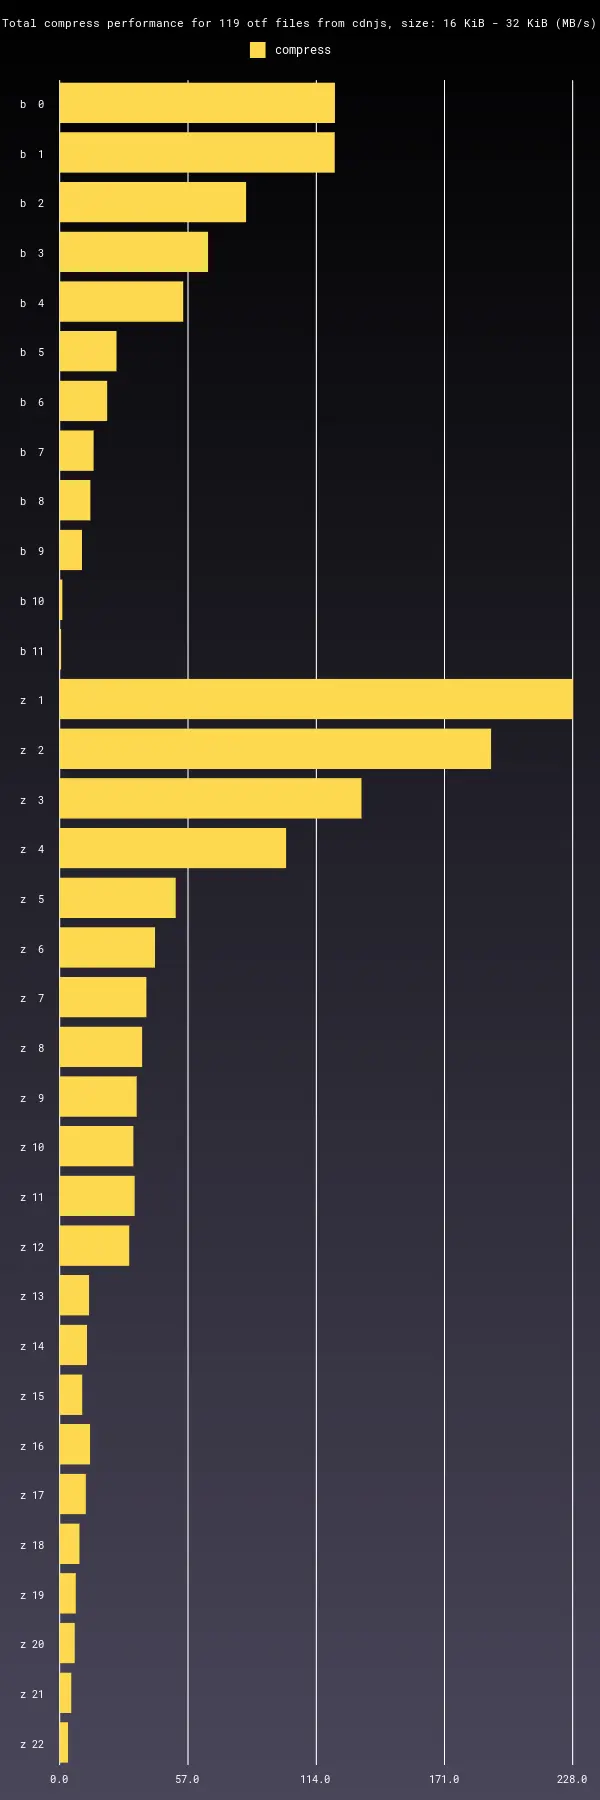 Total compress performance for 119 otf files from cdnjs, size: 16 KiB - 32 KiB (MB/s)
compress
b  0
b  1
b  2
b  3
b  4
b  5
b  6
b  7
b  8
b  9
b 10
b 11
z  1
z  2
z  3
z  4
z  5
z  6
z  7
z  8
z  9
z 10
z 11
z 12
z 13
z 14
z 15
z 16
z 17
z 18
z 19
z 20
z 21
z 22
0.0 57.0 114.0 171.0 228.0